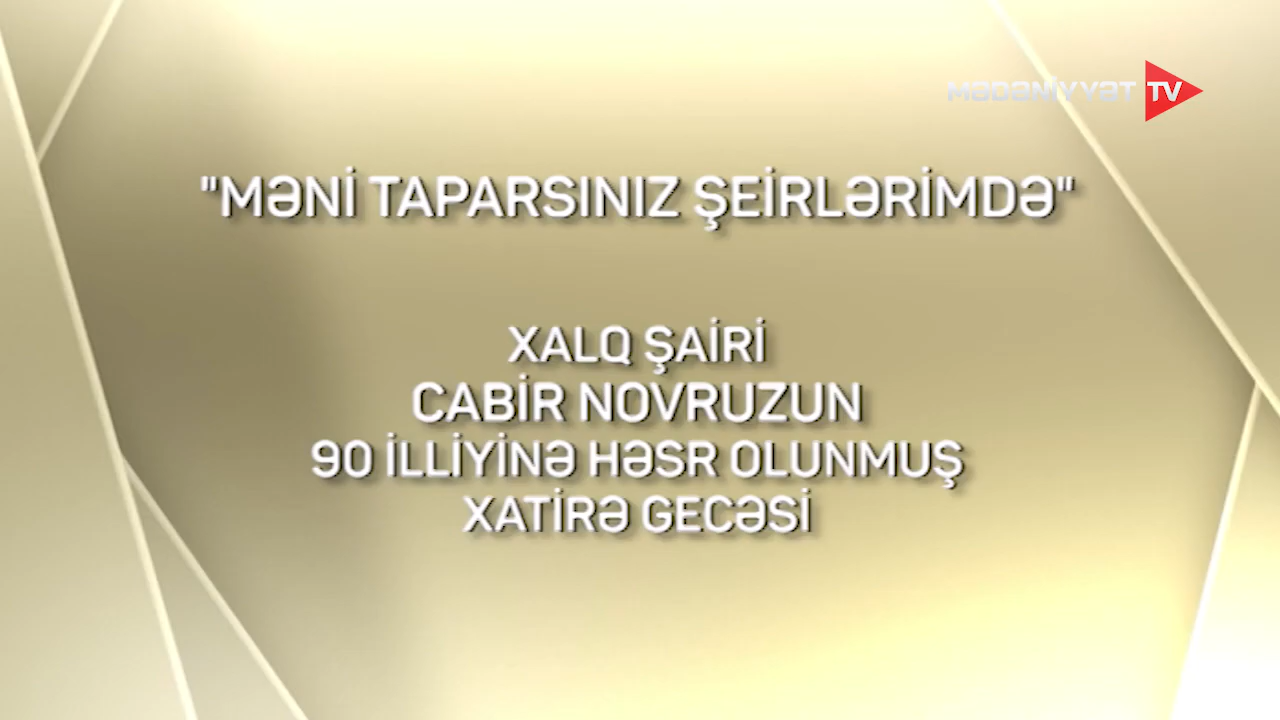 MƏDƏNİYYƏT TV
"MƏNİ TAPARSINIZ ŞEİRLƏRİMDƏ"
XALQ ŞAİRİ
CABİR NOVRUZUN
90 İLLİYİNƏ HƏSR OLUNMUŞ
XATİRƏ GECƏSİ